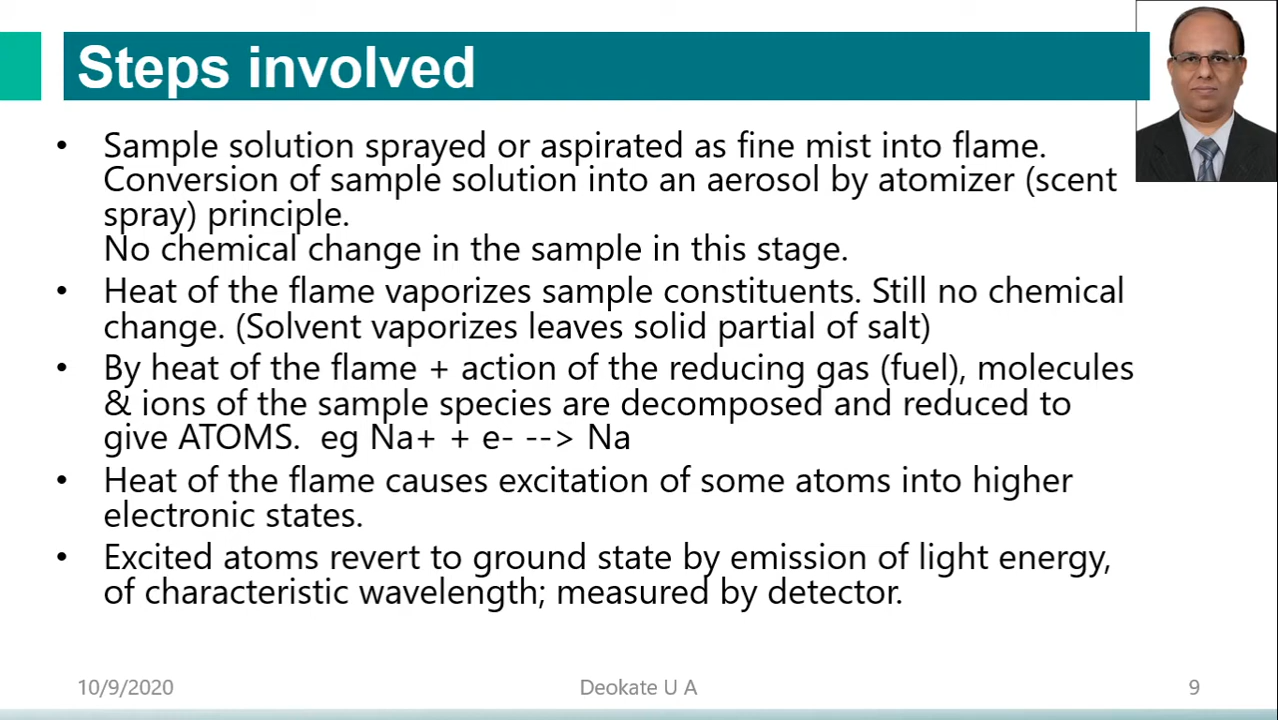 Steps involved
• Sample solution sprayed or aspirated as fine mist into flame.
Conversion of sample solution into an aerosol by atomizer (scent
spray) principle.
No chemical change in the sample in this stage.
• Heat of the flame vaporizes sample constituents. Still no chemical
change. (Solvent vaporizes leaves solid partial of salt)
• By heat of the flame + action of the reducing gas (fuel), molecules
& ions of the sample species are decomposed and reduced to
give ATOMS.  eg Na+ + e- --> Na
• Heat of the flame causes excitation of some atoms into higher
electronic states.
• Excited atoms revert to ground state by emission of light energy,
of characteristic wavelength; measured by detector.
10/9/2020
Deokate U A
9